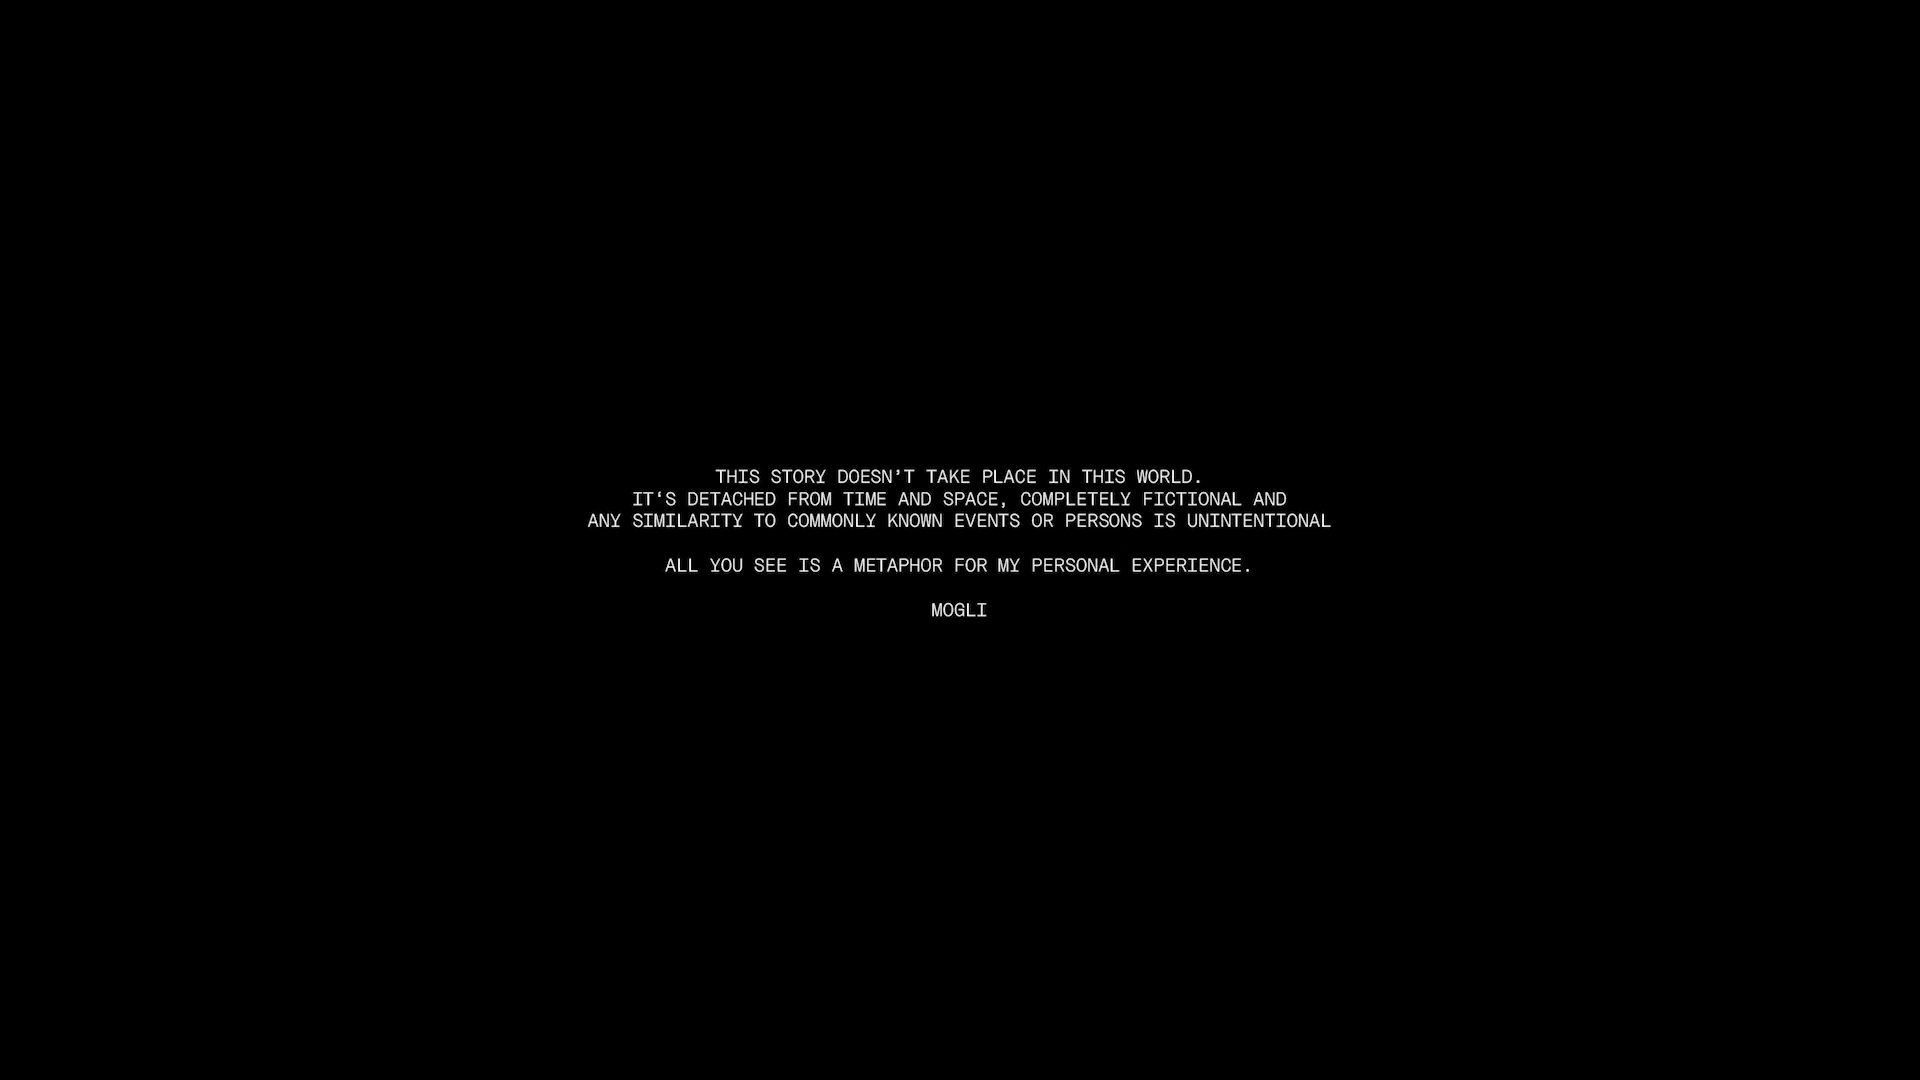 THIS STORY DOESN’T TAKE PLACE IN THIS WORLD.
IT‘S DETACHED FROM TIME AND SPACE, COMPLETELY FICTIONAL AND
ANY SIMILARITY TO COMMONLY KNOWN EVENTS OR PERSONS IS UNINTENTIONAL
ALL YOU SEE IS A METAPHOR FOR MY PERSONAL EXPERIENCE.
MOGLI